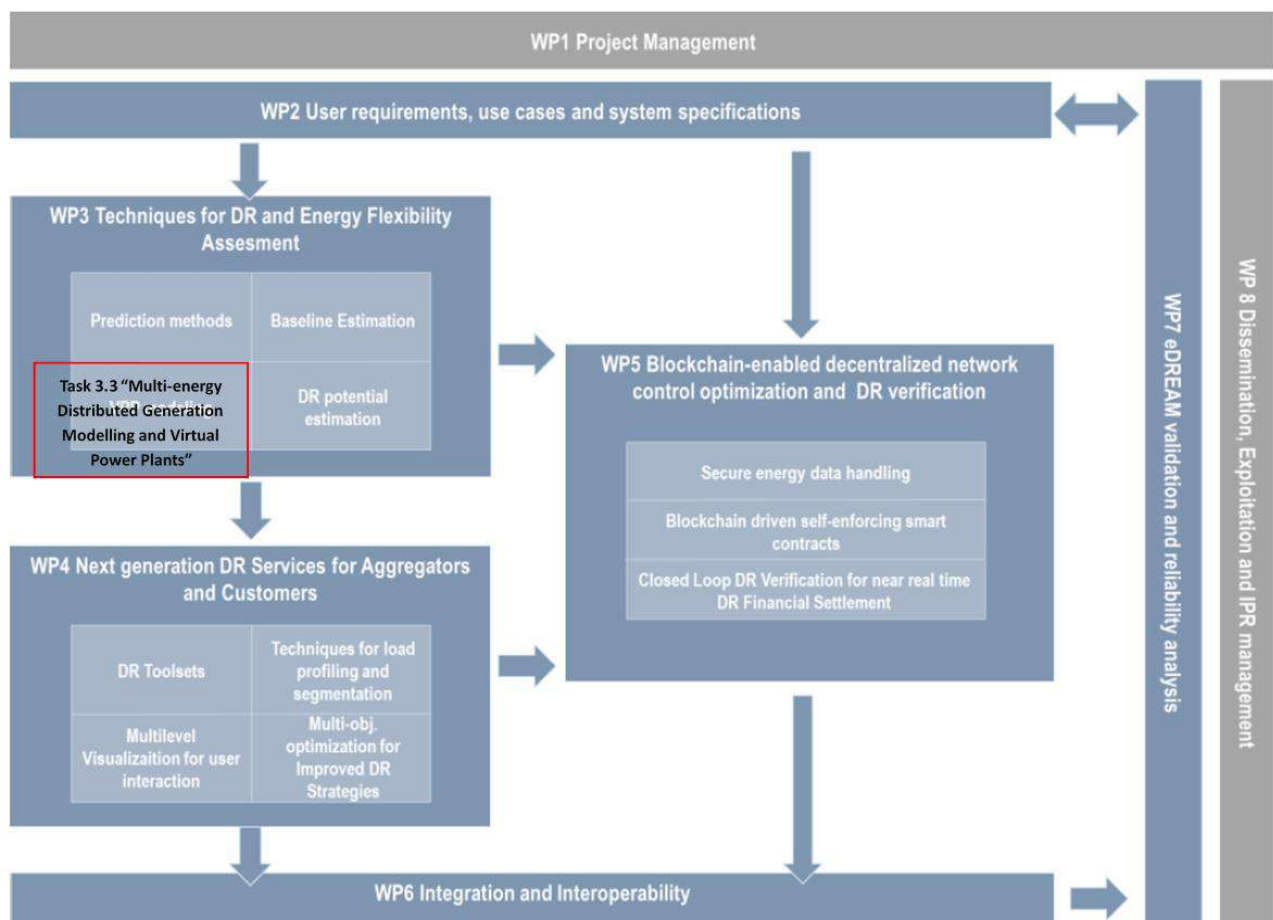 WP1 Project Management
WP2 User requirements, use cases and system specifications
WP3 Techniques for DR and Energy Flexibility
Assesment
Prediction methods
Baseline Estimation
Task 3.3 “Multi-energy
Distributed Generation
Modelling and Virtual
Power Plants”
DR potential
estimation
WP4 Next generation DR Services for Aggregators
and Customers
DR Toolsets
Techniques for load
profiling and
segmentation
Multilevel
Visualizaition for user
interaction
Multi-obj.
optimization for
Improved DR
Strategies
WP5 Blockchain-enabled decentralized network
control optimization and DR verification
Secure energy data handling
Blockchain driven self-enforcing smart
contracts
Closed Loop DR Verification for near real time
DR Financial Settlement
WP6 Integration and Interoperability
WP7 eDREAM validation and reliability analysis
WP 8 Dissemination, Exploitation and IPR management